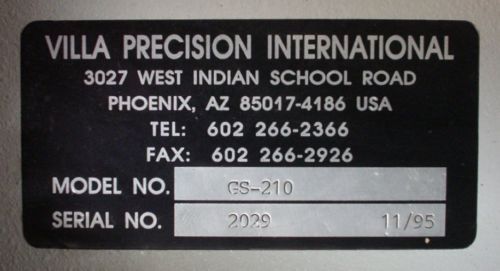 VILLA PRECISION INTERNATIONAL
3027 WEST INDIAN SCHOOL ROAD
PHOENIX, AZ 85017-4186 USA
TEL: 602 266-2366
FAX: 602 266-2926
MODEL NO. GS-210
SERIAL NO. 2029 11/95